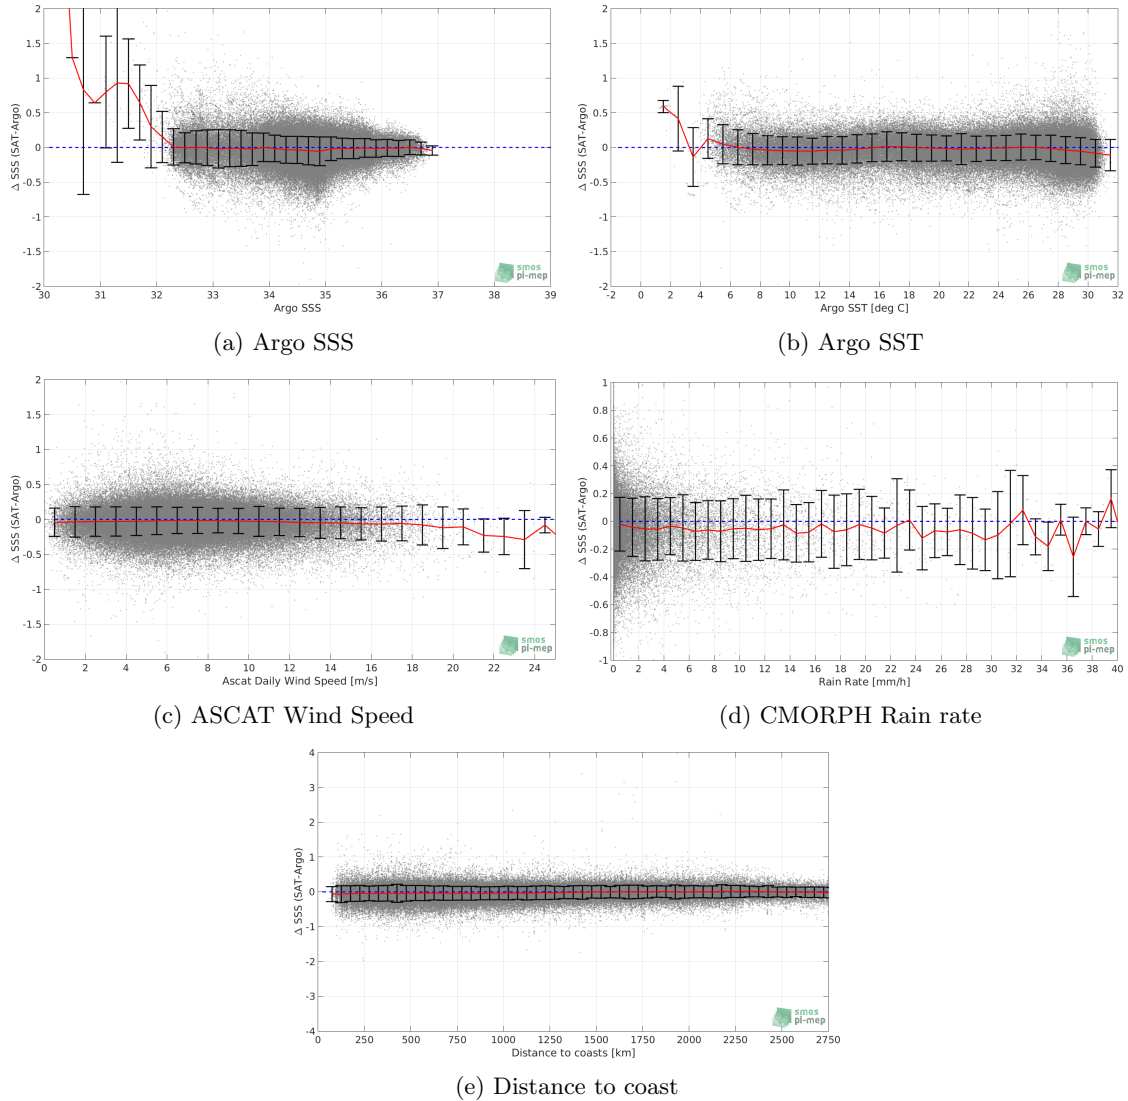 2
1.5
1
0.5
0
-0.5
-1
-1.5
-2
Δ SSS (SAT-Argo)
30 31 32 33 34 35 36 37 38 39
Argo SSS
smos
pi-mep
(a) Argo SSS
2
1.5
1
0.5
0
-0.5
-1
-1.5
-2
Δ SSS (SAT-Argo)
-2 0 2 4 6 8 10 12 14 16 18 20 22 24 26 28 30 32
Argo SST [deg C]
smos
pi-mep
(b) Argo SST
2
1.5
1
0.5
0
-0.5
-1
-1.5
-2
Δ SSS (SAT-Argo)
0 2 4 6 8 10 12 14 16 18 20 22 24
Ascat Daily Wind Speed [m/s]
smos
pi-mep
(c) ASCAT Wind Speed
1
0.8
0.6
0.4
0.2
0
-0.2
-0.4
-0.6
-0.8
-1
Δ SSS (SAT-Argo)
0 2 4 6 8 10 12 14 16 18 20 22 24 26 28 30 32 34 36 38 40
Rain Rate [mm/h]
smos
pi-mep
(d) CMORPH Rain rate
4
3
2
1
0
-1
-2
-3
-4
Δ SSS (SAT-Argo)
0 250 500 750 1000 1250 1500 1750 2000 2250 2500 2750
Distance to coasts [km]
smos
pi-mep
(e) Distance to coast